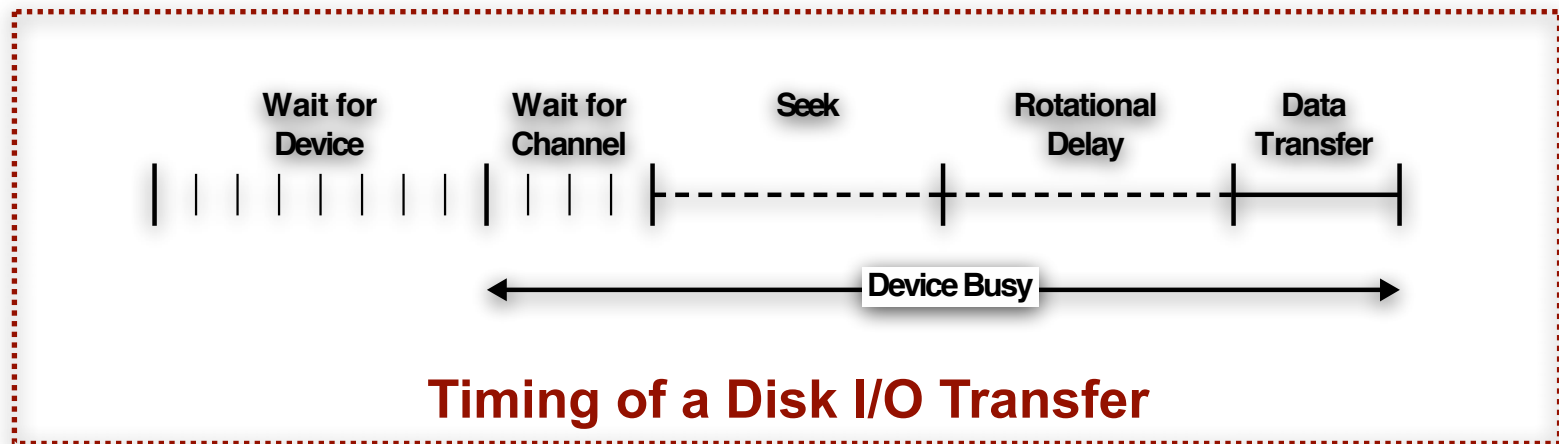 Wait for
Device
Wait for
Channel
Seek
Rotational
Delay
Data
Transfer
Device Busy
Timing of a Disk I/O Transfer